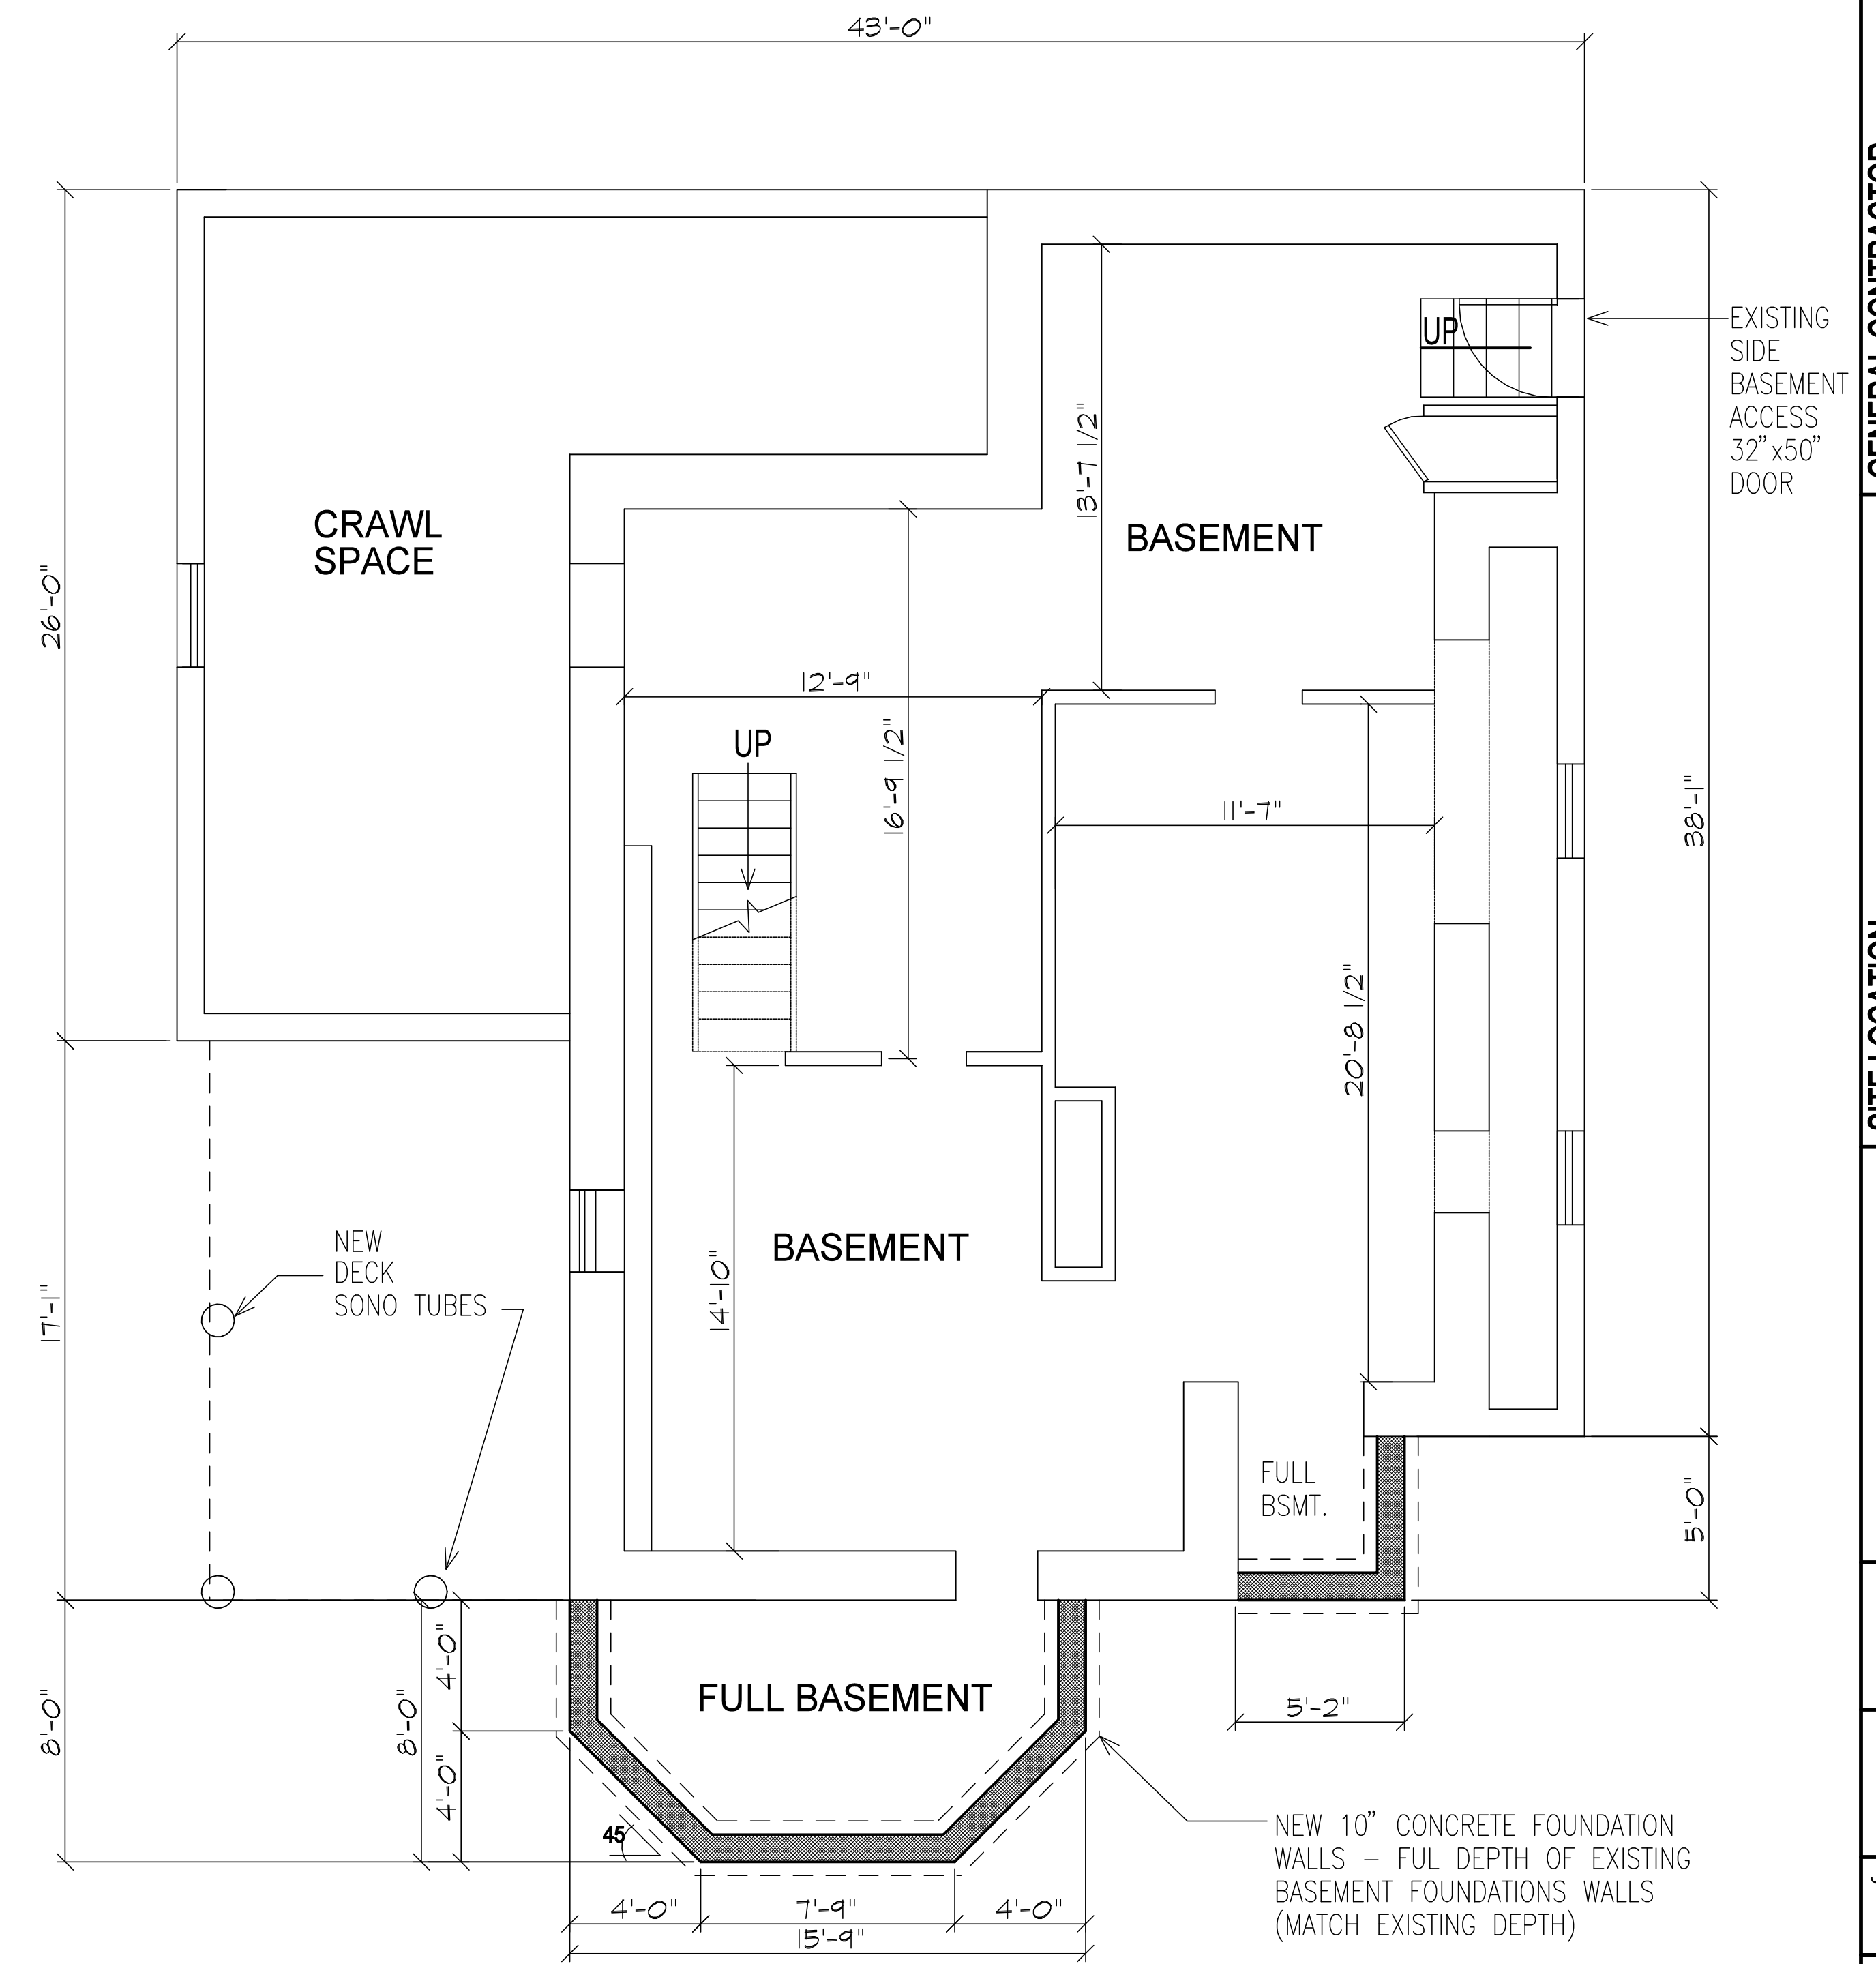 43'-0"
GENERAL CONTRACTOR
EXISTING
SIDE
BASEMENT
ACCESS
32"x50"
DOOR
UP
CRAWL
SPACE
BASEMENT
13'-7 1/2"
26'-0"
12'-9"
UP
16'-9 1/2"
11'-7"
38'-1"
SITE LOCATION
20'-8 1/2"
NEW
DECK
SONO TUBES
BASEMENT
14'-10"
17'-1"
FULL
BSMT.
5'-0"
4'-0"
8'-0"
8'-0"
4'-0"
FULL BASEMENT
5'-2"
45
NEW 10" CONCRETE FOUNDATION
WALLS - FUL DEPTH OF EXISTING
BASEMENT FOUNDATIONS WALLS
(MATCH EXISTING DEPTH)
4'-0" 7'-9" 4'-0"
15'-9"